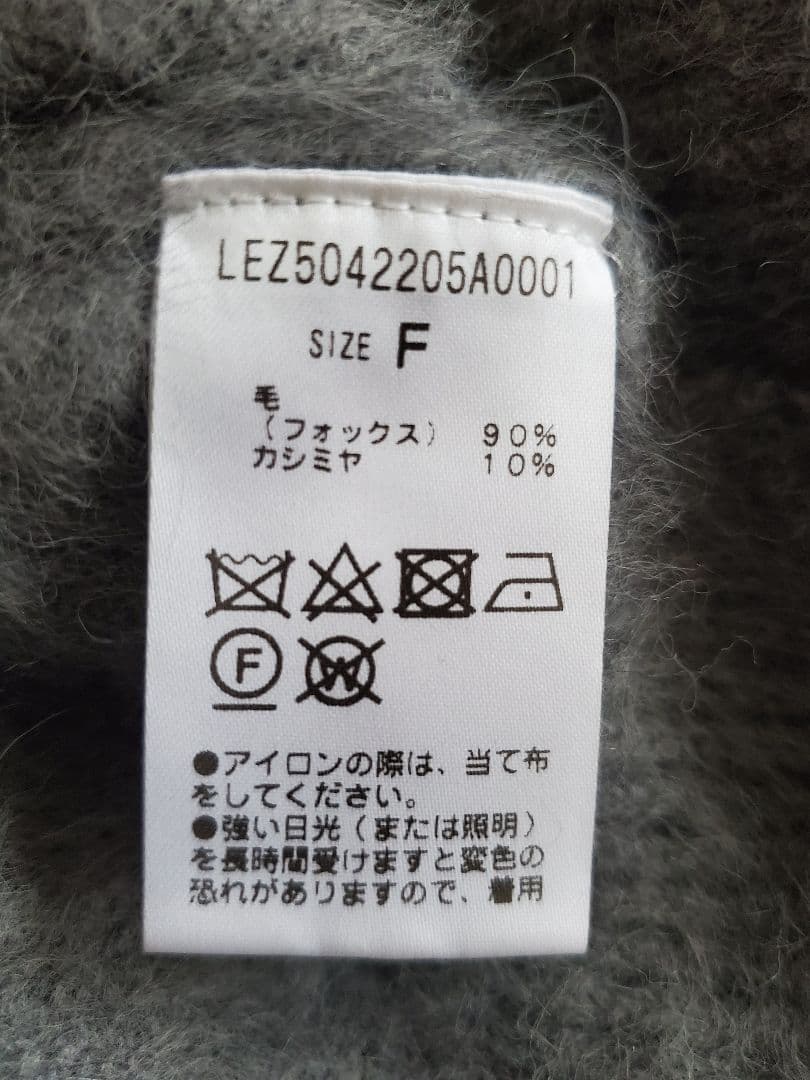 LEZ5042205A0001
SIZE F
毛
(フォックス) 90%
カシミヤ 10%
F W
●アイロンの際は、当て布
をしてください。
●強い日光(または照明)
を長時間受けますと変色の
恐れがありますので、着用